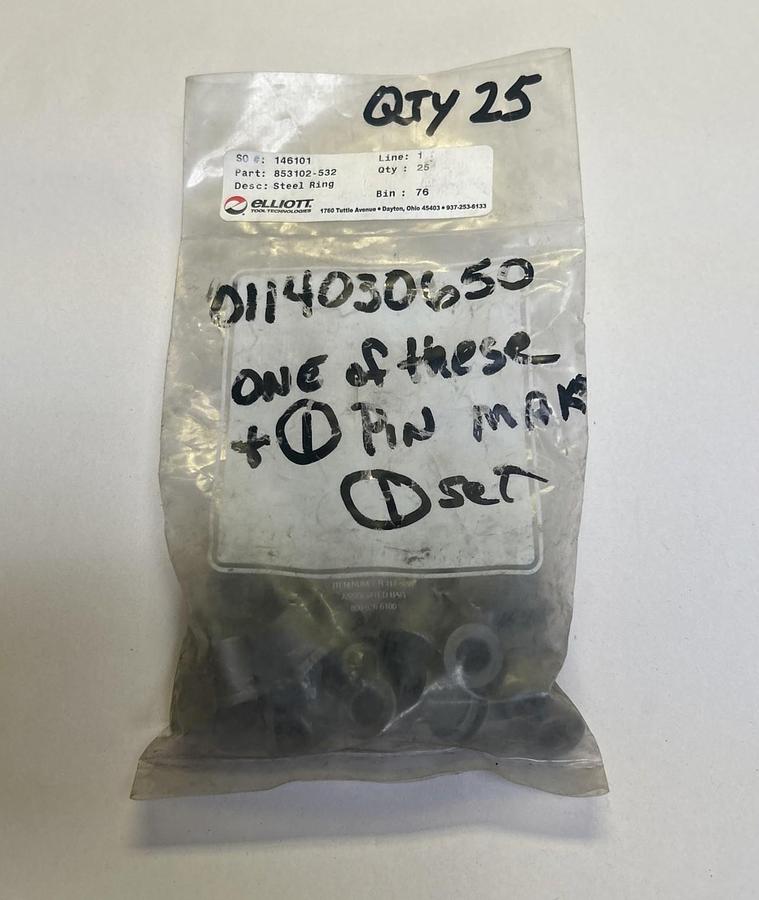 QTY 25
SO #: 146101 Line: 1
Part: 853102-532 Qty : 25
Desc: Steel Ring
Bin : 76
ELLIOTT
TOOL TECHNOLOGIES
1760 Tuttle Avenue • Dayton, Ohio 45403 • 937-253-6133
0114030650
ONE of these
+ ① PIN MAK
① set